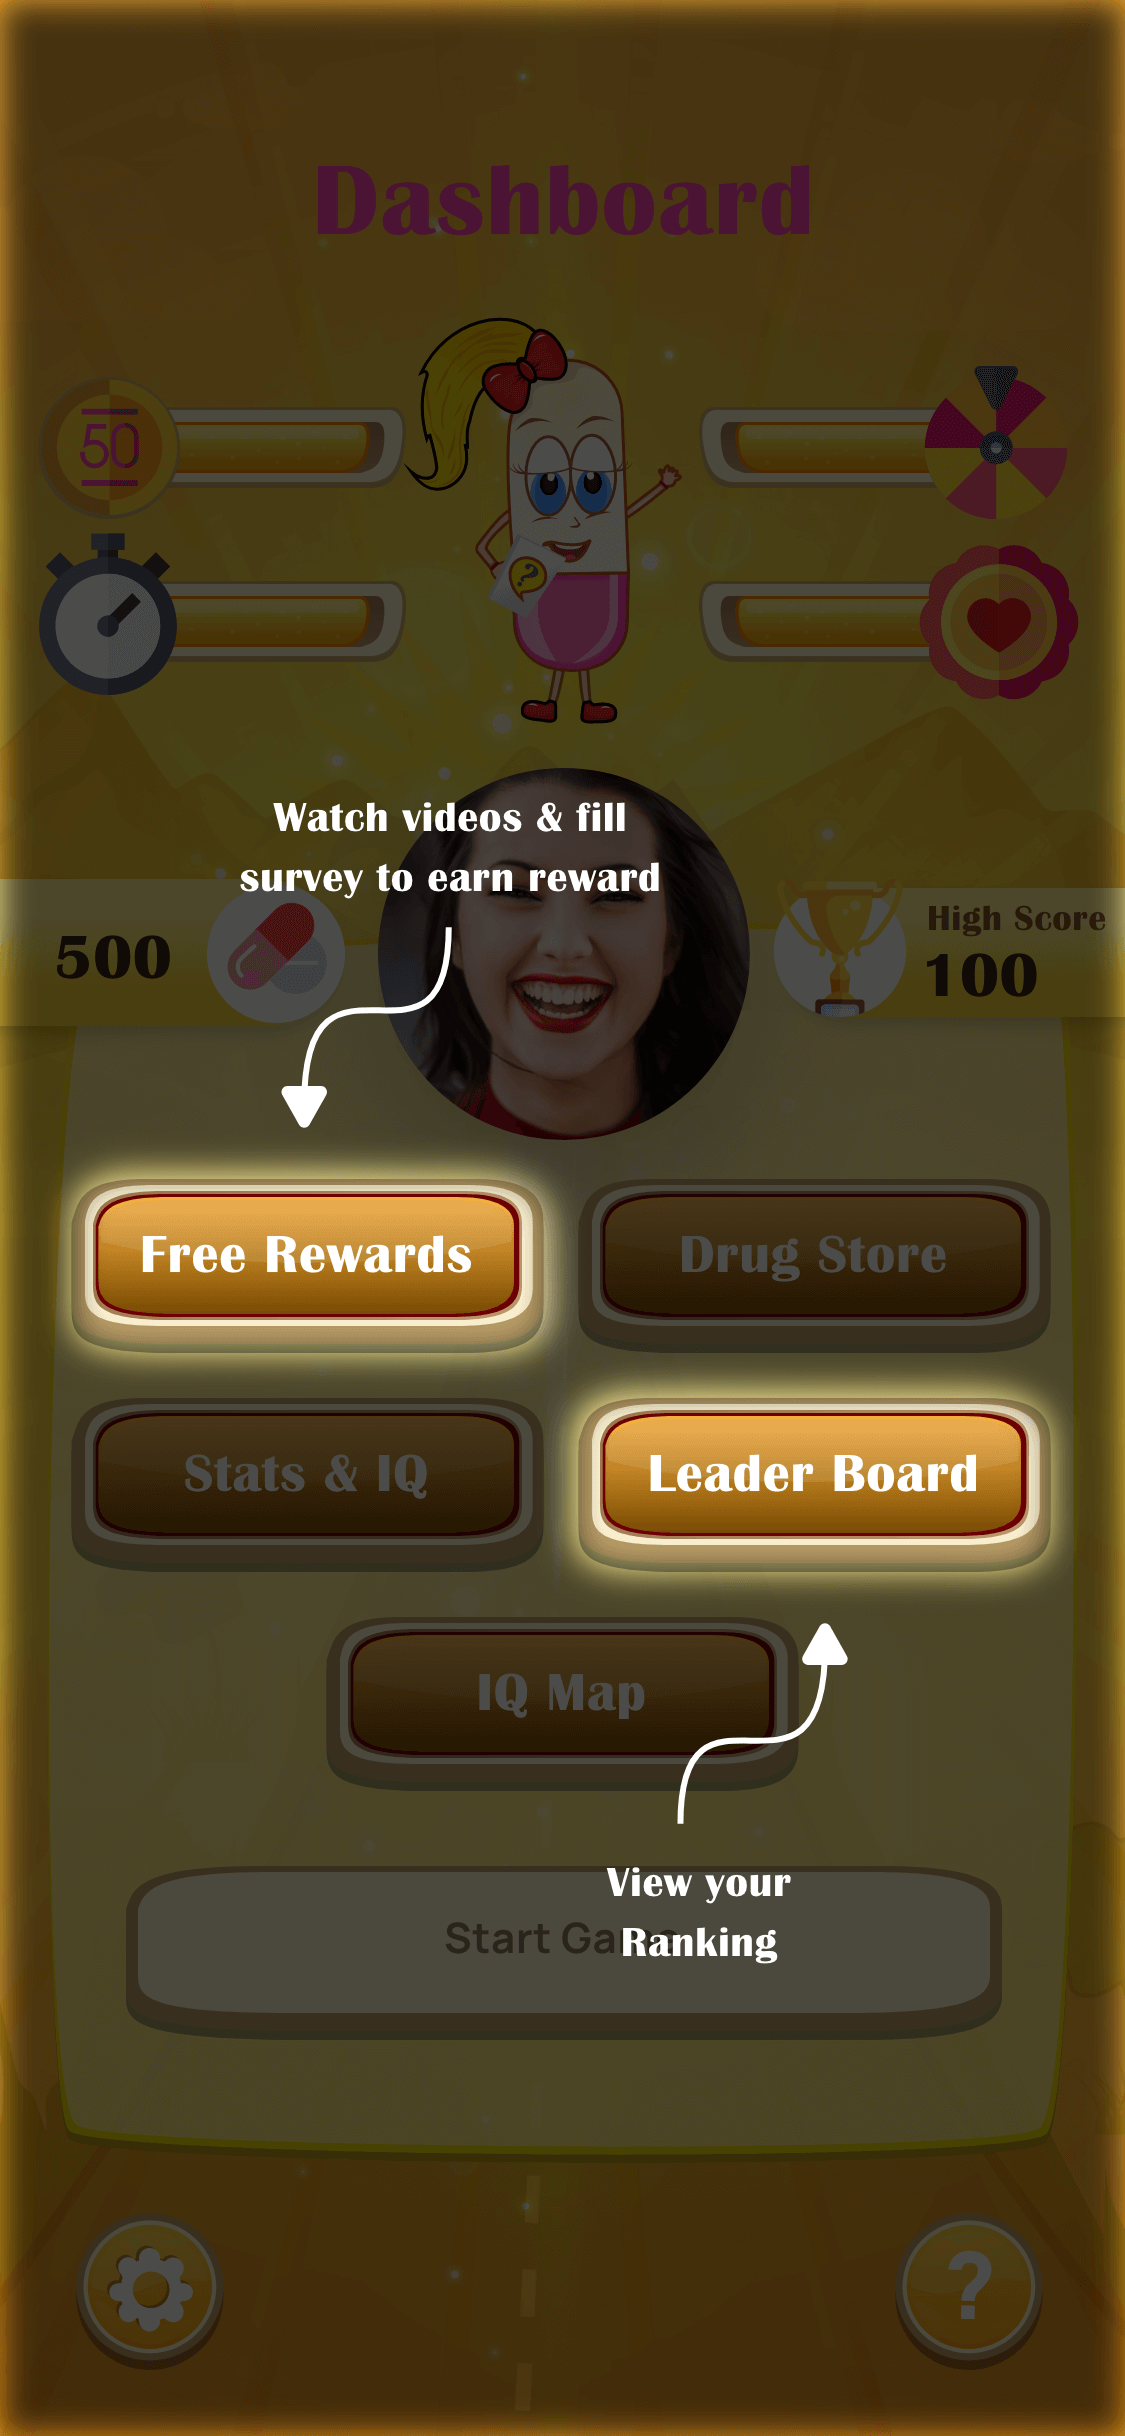 Dashboard
50
?
Watch videos & fill
survey to earn reward
500
High Score
100
Free Rewards
Drug Store
Stats & IQ
Leader Board
IQ Map
View your
Start Game
Ranking
?